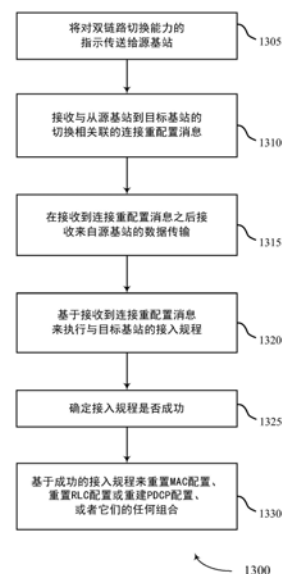 将对双链路切换能力的
指示传送给源基站
1305
接收与从源基站到目标基站的
切换相关联的连接重配置消息
1310
在接收到连接重配置消息之后接
收来自源基站的数据传输
1315
基于接收到连接重配置消息
来执行与目标基站的接入规程
1320
确定接入规程是否成功
1325
基于成功的接入规程来重置MAC配置、
重置RLC配置或重建PDCP配置、
或者它们的任何组合
1330
1300